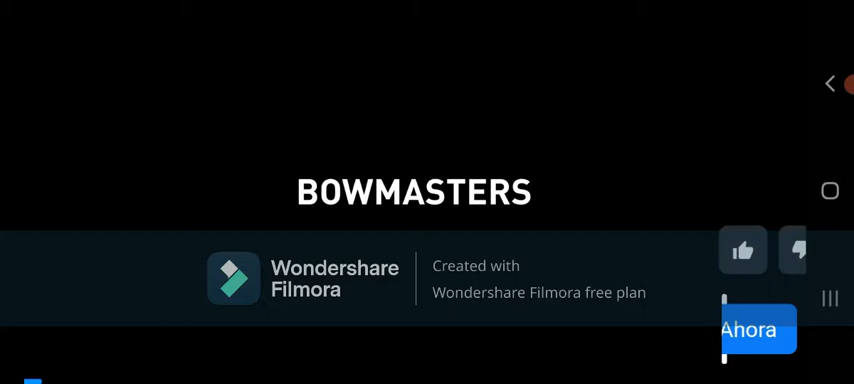 BOWMASTERS
Wondershare
Filmora
Created with
Wondershare Filmora free plan
Ahora